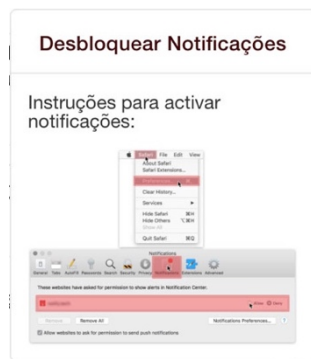 Desbloquear Notificações
Instruções para activar
notificações:
Safari File Edit View
About Safari
Safari Extensions...
Clear History...
Services
Hide Safari ⌘H
Hide Others ⌥⌘H
Show All
Quit Safari ⌘Q
Notifications
General Tabs AutoFill Passwords Search Security Privacy Notifications Extensions Advanced
These websites have asked for permission to show alerts in Notification Center.
Allow Deny
Remove Remove All Notifications Preferences... ?
Allow websites to ask for permission to send push notifications